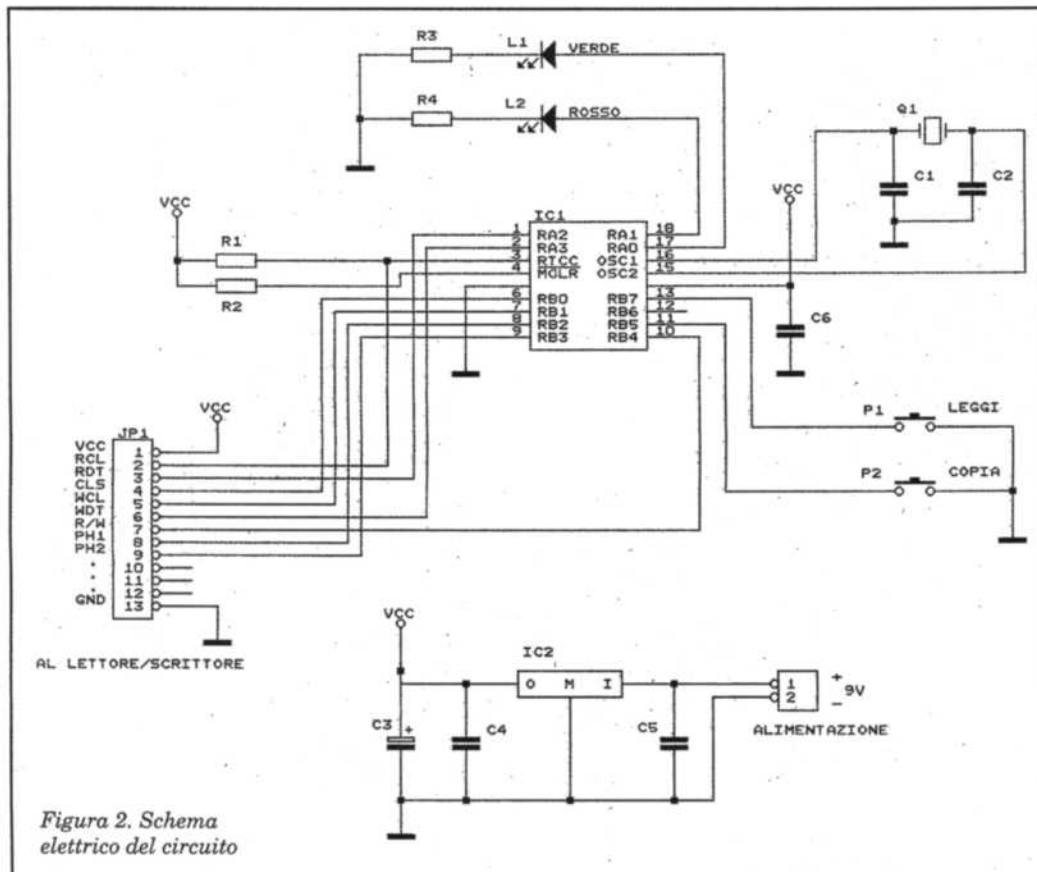 R3
L1
VERDE
R4
L2
ROSSO
Q1
C1
C2
VCC
VCC
IC1
R1
R2
1 RA2 RA1 18
2 RA3 RA0 17
3 RTCC OSC1 16
4 MCLR OSC2 15
6 RB0 RB7 13
7 RB1 RB6 12
8 RB2 RB5 11
9 RB3 RB4 10
C6
P1
LEGGI
P2
COPIA
VCC
JP1
VCC 1
RCL 2
RDT 3
CLS 4
WCL 5
WDT 6
R/W 7
PH1 8
PH2 9
. 10
. 11
. 12
GND 13
AL LETTORE/SCRITTORE
VCC
IC2
O M I
1 +
2 -
9V
C3 +
C4
C5
ALIMENTAZIONE
Figura 2. Schema
elettrico del circuito